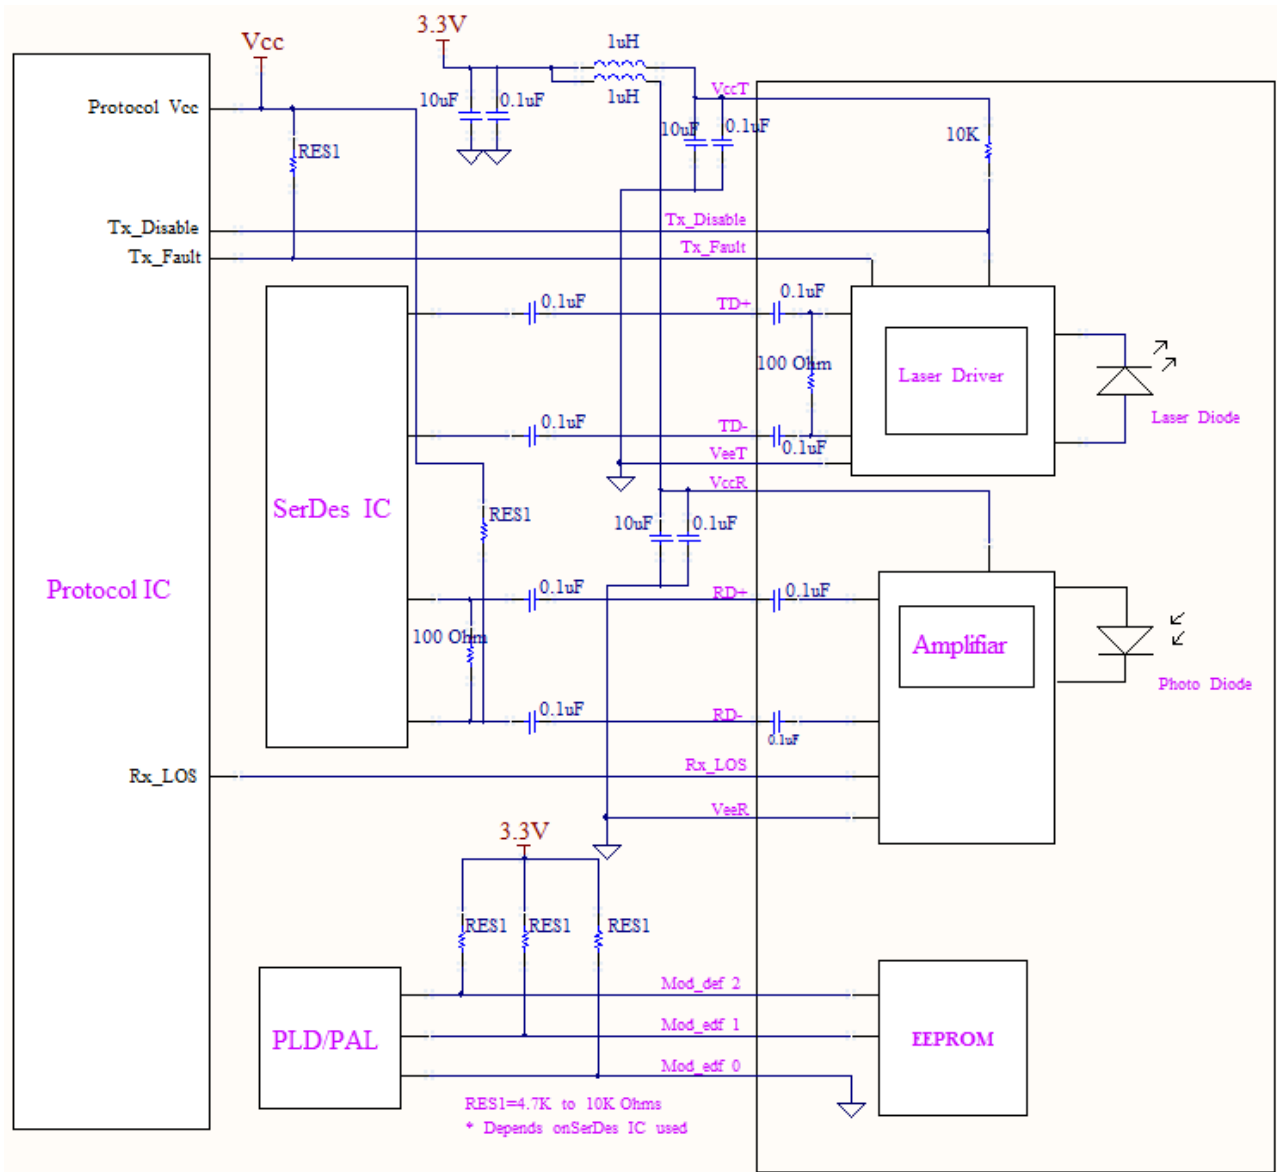 3.3V
Vcc
1uH
1uH
VccT
Protocol Vcc
10uF
0.1uF
10uF
0.1uF
10K
RES1
Tx_Disable
Tx_Disable
Tx_Fault
Tx_Fault
0.1uF
TD+
0.1uF
100 Ohm
Laser Driver
Laser Diode
0.1uF
TD-
0.1uF
VeeT
VccR
SerDes IC
RES1
10uF
0.1uF
Protocol IC
0.1uF
RD+
0.1uF
100 Ohm
Amplifiar
Photo Diode
0.1uF
RD-
0.1uF
Rx_LOS
Rx_LOS
VeeR
3.3V
RES1
RES1
RES1
Mod_def 2
PLD/PAL
Mod_edf 1
EEPROM
Mod_edf 0
RES1=4.7K to 10K Ohms
* Depends onSerDes IC used